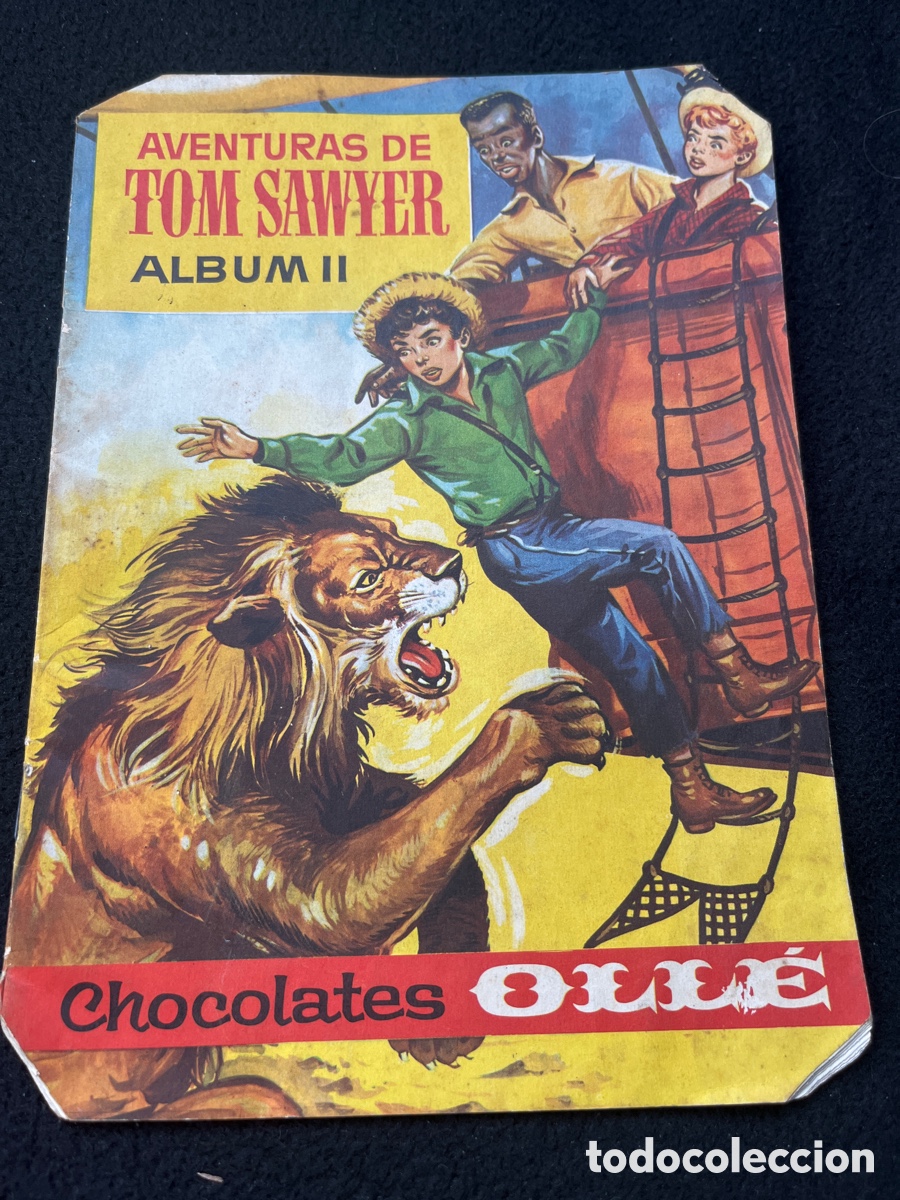 AVENTURAS DE
TOM SAWYER
ALBUM II
Chocolates OLLÉ
todocoleccion